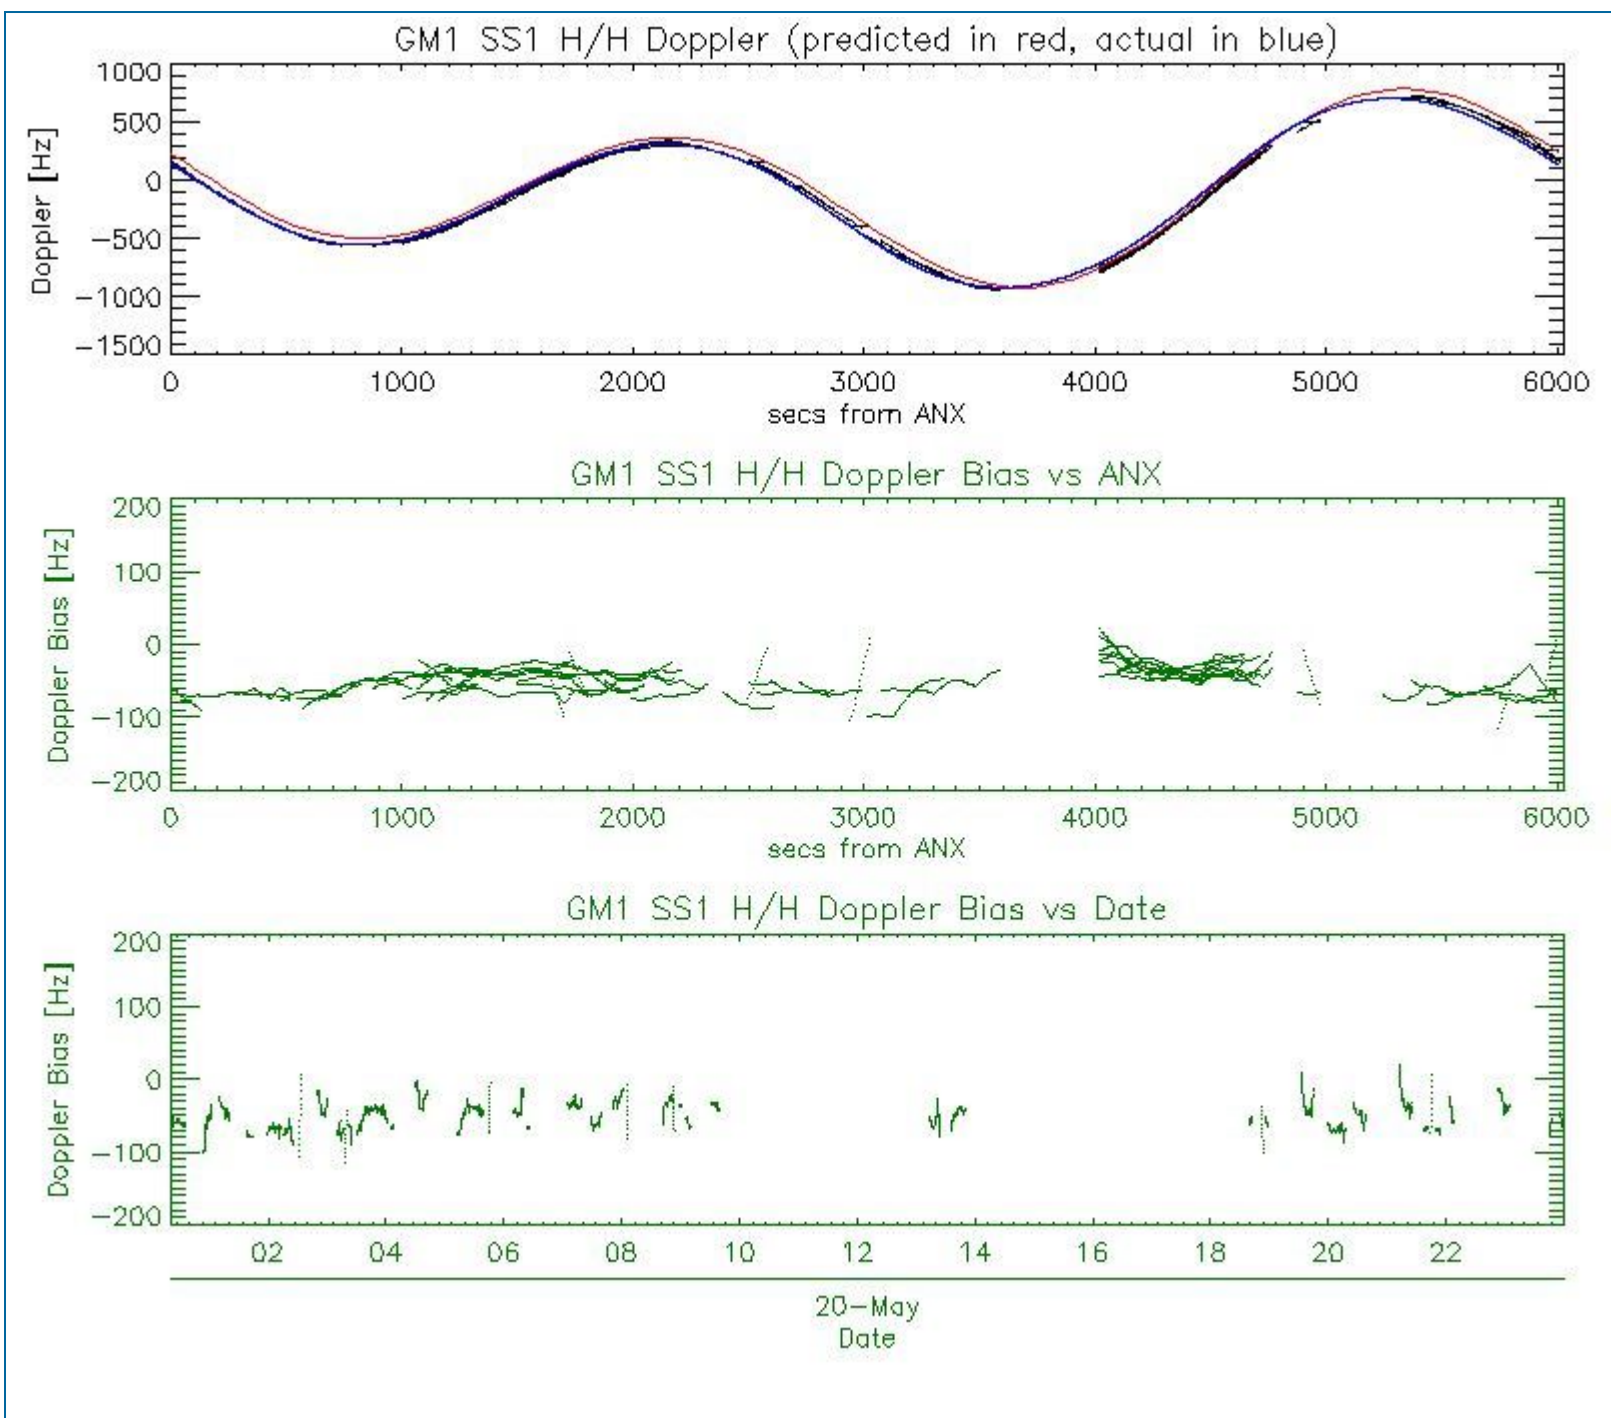 GM1 SS1 H/H Doppler (predicted in red, actual in blue)
1000
500
0
−500
−1000
−1500
Doppler [Hz]
0 1000 2000 3000 4000 5000 6000
secs from ANX
GM1 SS1 H/H Doppler Bias vs ANX
200
100
0
−100
−200
Doppler Bias [Hz]
0 1000 2000 3000 4000 5000 6000
secs from ANX
GM1 SS1 H/H Doppler Bias vs Date
200
100
0
−100
−200
Doppler Bias [Hz]
02 04 06 08 10 12 14 16 18 20 22
20−May
Date